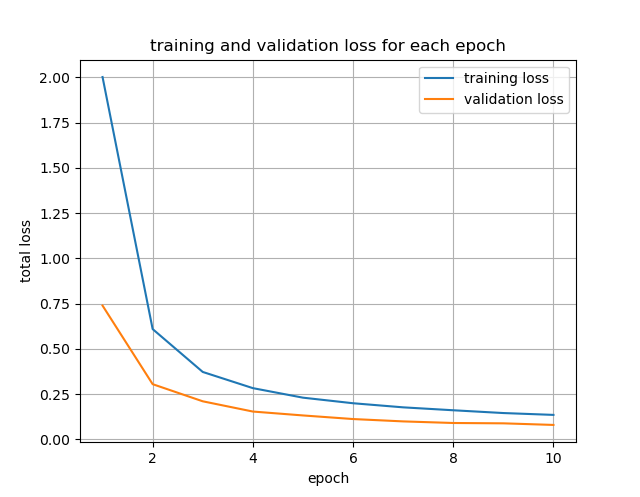 training and validation loss for each epoch
training loss
validation loss
2.00
1.75
1.50
1.25
1.00
0.75
0.50
0.25
0.00
total loss
2 4 6 8 10
epoch